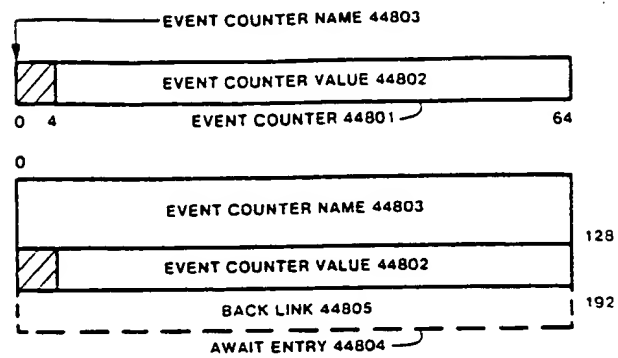 EVENT COUNTER NAME 44803
EVENT COUNTER VALUE 44802
0 4 EVENT COUNTER 44801 64
0
EVENT COUNTER NAME 44803
128
EVENT COUNTER VALUE 44802
192
BACK LINK 44805
AWAIT ENTRY 44804